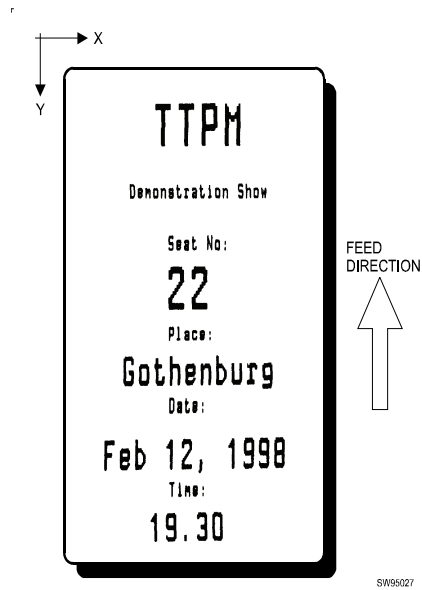 r
X
Y
TTPM
Demonstration Show
Seat No:
22
Place:
Gothenburg
Date:
Feb 12, 1998
Time:
19.30
FEED
DIRECTION
SW95027